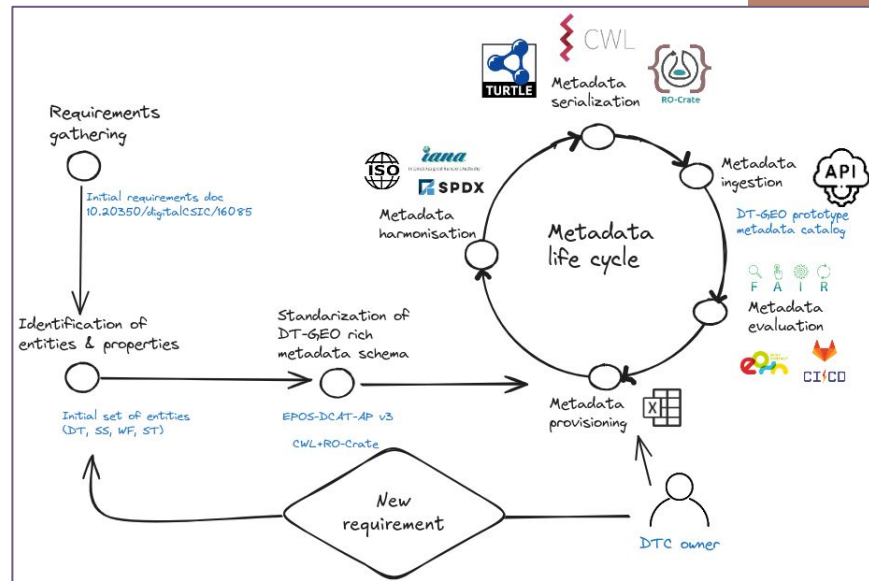 Requirements
gathering
Initial requirements doc
10.20350/digitalCSIC/16085
Identification of
entities & properties
Initial set of entities
(DT, SS, WF, ST)
Standarization of
DT-GEO rich
metadata schema
EPOS-DCAT-AP v3
CWL+RO-Crate
New
requirement
DTC owner
Metadata
life cycle
Metadata
provisioning
X
Metadata
harmonisation
ISO
iana
SPDX
Metadata
serialization
TURTLE
CWL
RO-Crate
Metadata
ingestion
API
DT-GEO prototype
metadata catalog
F A I R
Metadata
evaluation
CI/CD